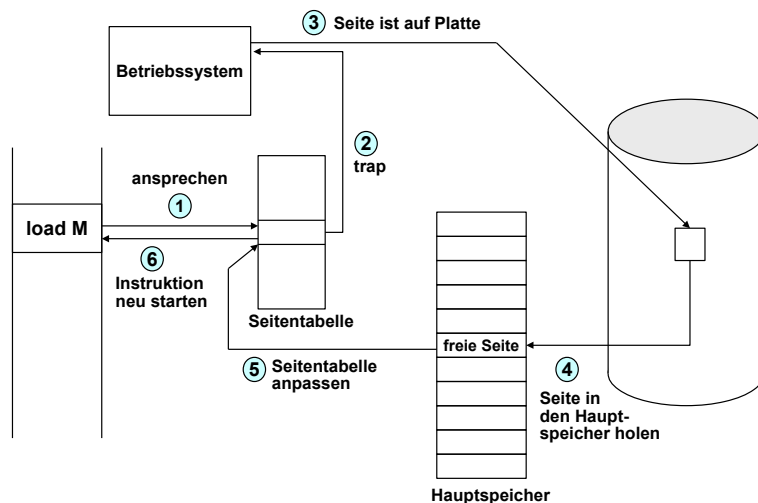 3 Seite ist auf Platte
Betriebssystem
2
trap
ansprechen
1
load M
6
Instruktion
neu starten
Seitentabelle
freie Seite
5 Seitentabelle
anpassen
4
Seite in
den Haupt-
speicher holen
Hauptspeicher